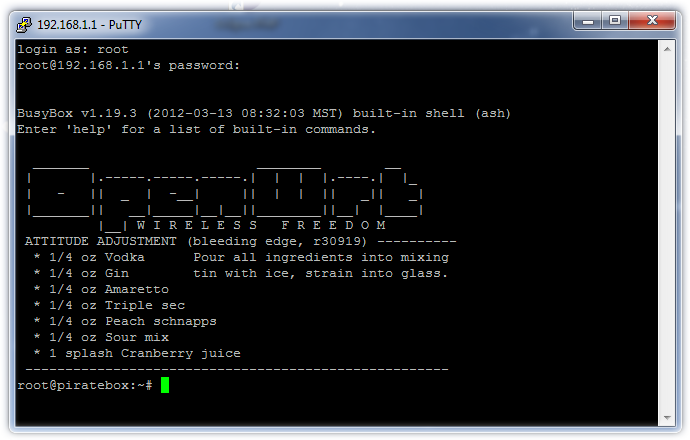 192.168.1.1 - PuTTY
login as: root
root@192.168.1.1's password:
BusyBox v1.19.3 (2012-03-13 08:32:03 MST) built-in shell (ash)
Enter 'help' for a list of built-in commands.
OpenWrt
W I R E L E S S   F R E E D O M
ATTITUDE ADJUSTMENT (bleeding edge, r30919) ----------
* 1/4 oz Vodka      Pour all ingredients into mixing
* 1/4 oz Gin        tin with ice, strain into glass.
* 1/4 oz Amaretto
* 1/4 oz Triple sec
* 1/4 oz Peach schnapps
* 1/4 oz Sour mix
* 1 splash Cranberry juice
-----------------------------------------------------
root@piratebox:~#